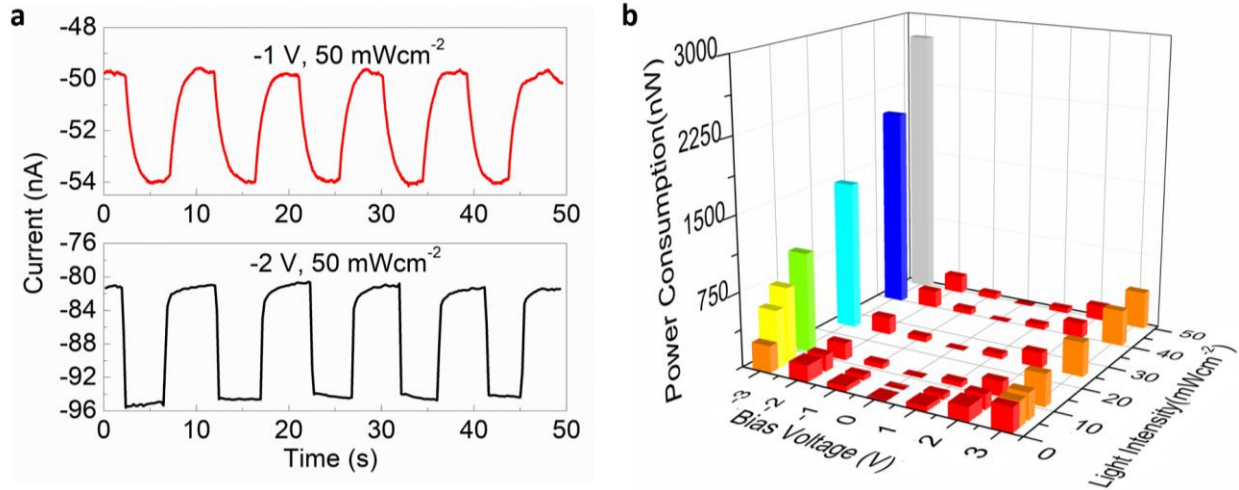 a
-48
-50
-52
-54
-1 V, 50 mWcm-2
0 10 20 30 40 50
Current (nA)
-76
-80
-84
-88
-92
-96
-2 V, 50 mWcm-2
0 10 20 30 40 50
Time (s)
b
3000
2250
1500
750
Power Consumption(nW)
-3 -2 -1 0 1 2 3
Bias Voltage (V)
0 10 20 30 40 50
Light Intensity(mWcm-2)